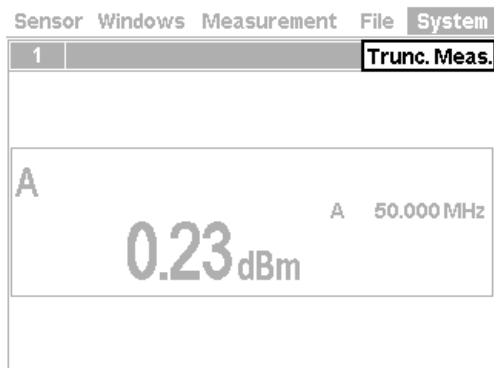 Sensor Windows Measurement File System
1 Trunc. Meas.
A
A 50.000 MHz
0.23 dBm